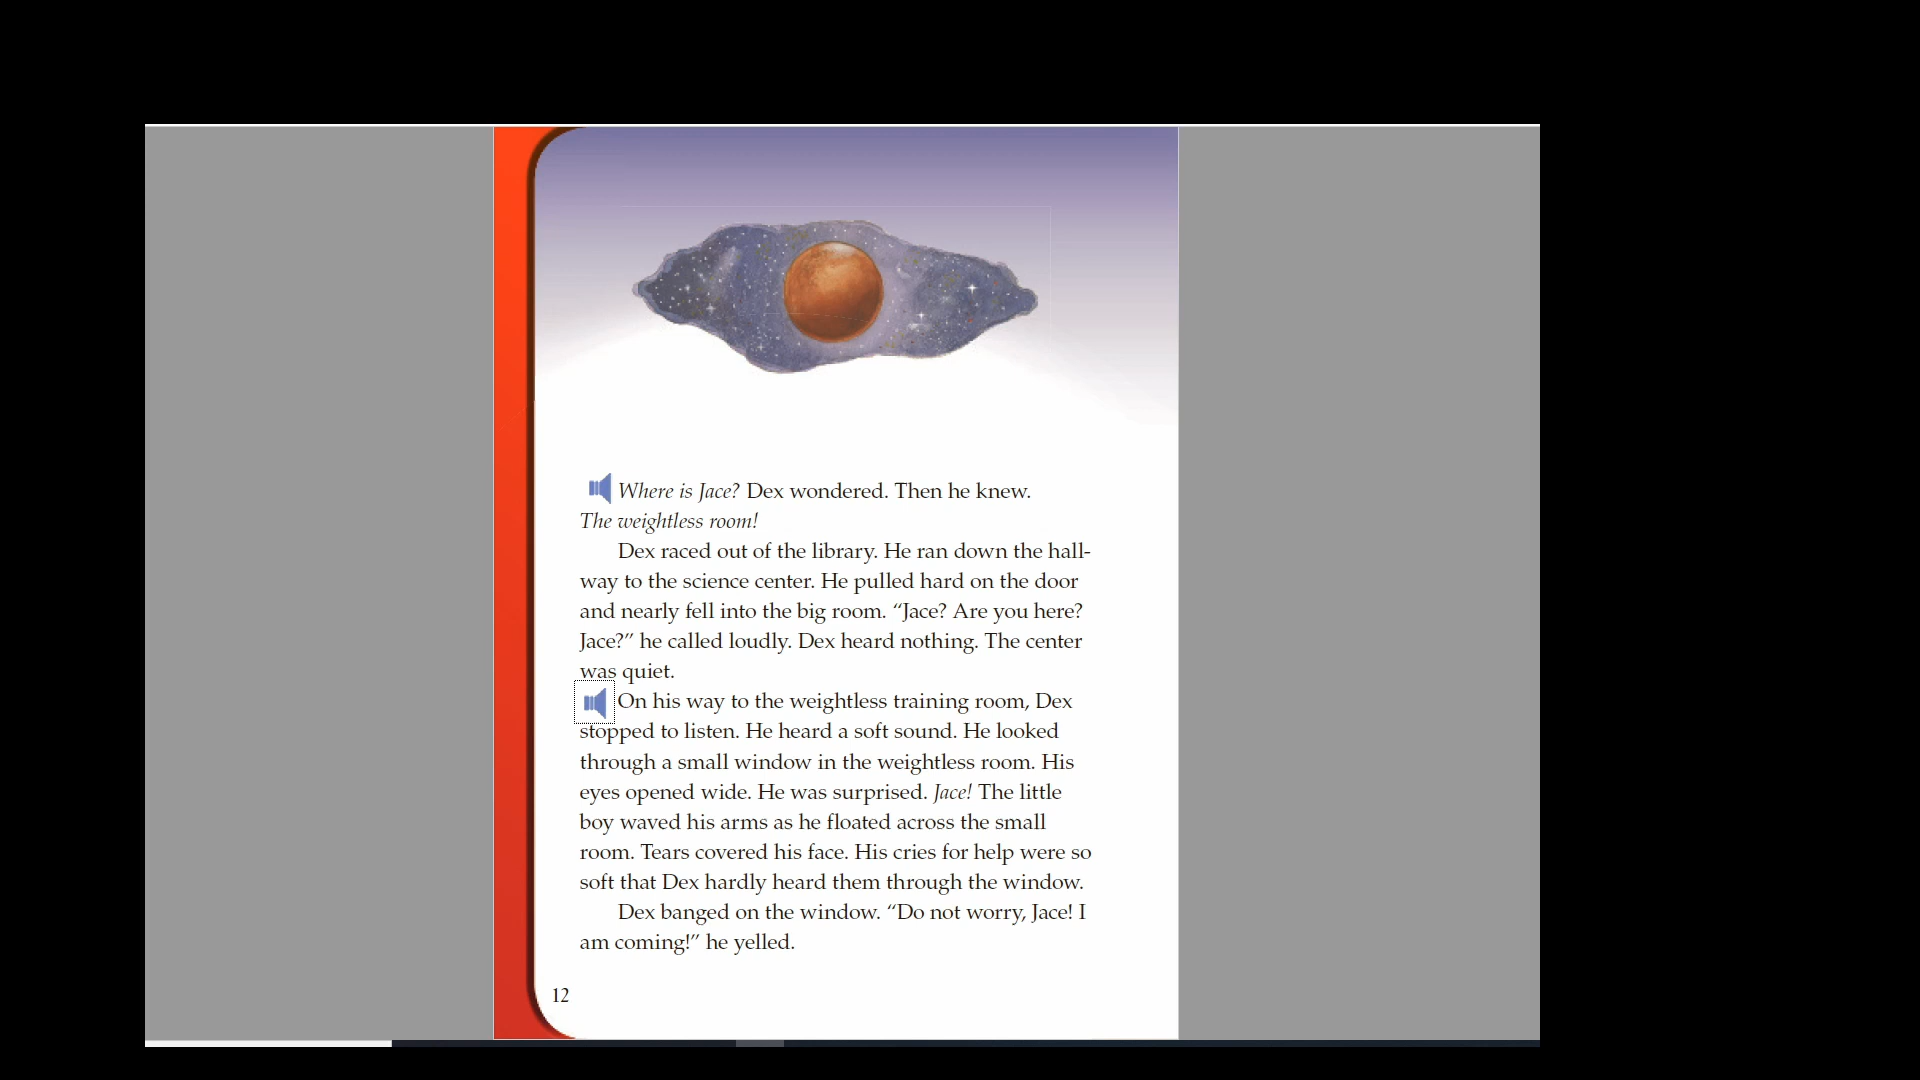 Where is Jace? Dex wondered. Then he knew.
The weightless room!
Dex raced out of the library. He ran down the hall-
way to the science center. He pulled hard on the door
and nearly fell into the big room. “Jace? Are you here?
Jace?” he called loudly. Dex heard nothing. The center
was quiet.
On his way to the weightless training room, Dex
stopped to listen. He heard a soft sound. He looked
through a small window in the weightless room. His
eyes opened wide. He was surprised. Jace! The little
boy waved his arms as he floated across the small
room. Tears covered his face. His cries for help were so
soft that Dex hardly heard them through the window.
Dex banged on the window. “Do not worry, Jace! I
am coming!” he yelled.
12